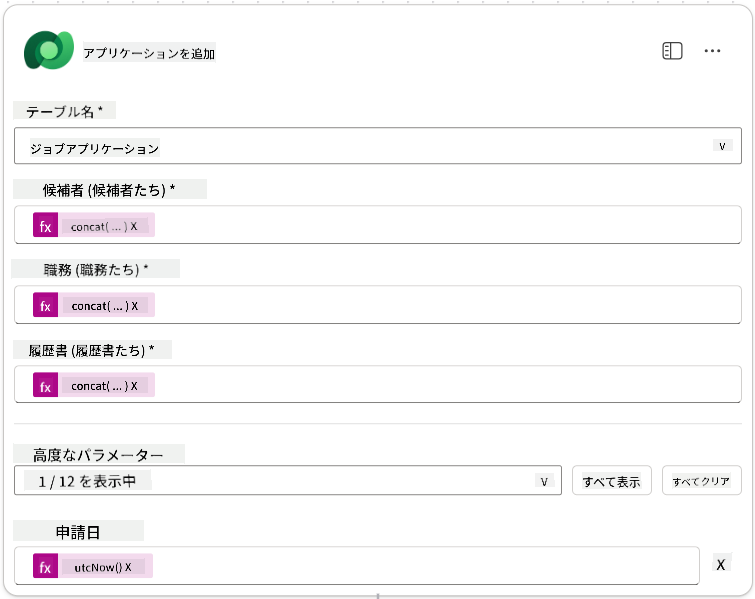 アプリケーションを追加
テーブル名 *
ジョブアプリケーション
v
候補者 (候補者たち) *
fx concat( ... ) X
職務 (職務たち) *
fx concat( ... ) X
履歴書 (履歴書たち) *
fx concat( ... ) X
高度なパラメーター
1 / 12 を表示中 v すべて表示 すべてクリア
申請日
fx utcNow() X
X